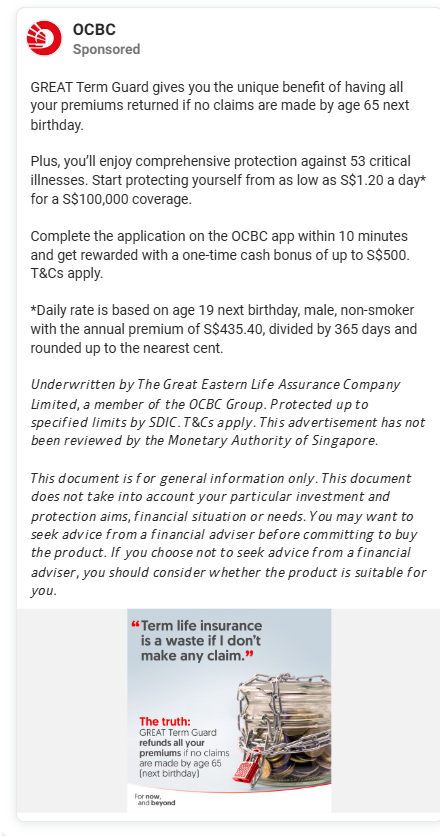 OCBC
Sponsored
GREAT Term Guard gives you the unique benefit of having all
your premiums returned if no claims are made by age 65 next
birthday.
Plus, you’ll enjoy comprehensive protection against 53 critical
illnesses. Start protecting yourself from as low as S$1.20 a day*
for a S$100,000 coverage.
Complete the application on the OCBC app within 10 minutes
and get rewarded with a one-time cash bonus of up to S$500.
T&Cs apply.
*Daily rate is based on age 19 next birthday, male, non-smoker
with the annual premium of S$435.40, divided by 365 days and
rounded up to the nearest cent.
Underwritten by The Great Eastern Life Assurance Company
Limited, a member of the OCBC Group. Protected up to
specified limits by SDIC. T&Cs apply. This advertisement has not
been reviewed by the Monetary Authority of Singapore.
This document is for general information only. This document
does not take into account your particular investment and
protection aims, financial situation or needs. You may want to
seek advice from a financial adviser before committing to buy
the product. If you choose not to seek advice from a financial
adviser, you should consider whether the product is suitable for
you.
“Term life insurance
is a waste if I don’t
make any claim.”
The truth:
GREAT Term Guard
refunds all your
premiums if no claims
are made by age 65
(next birthday)
For now,
and beyond